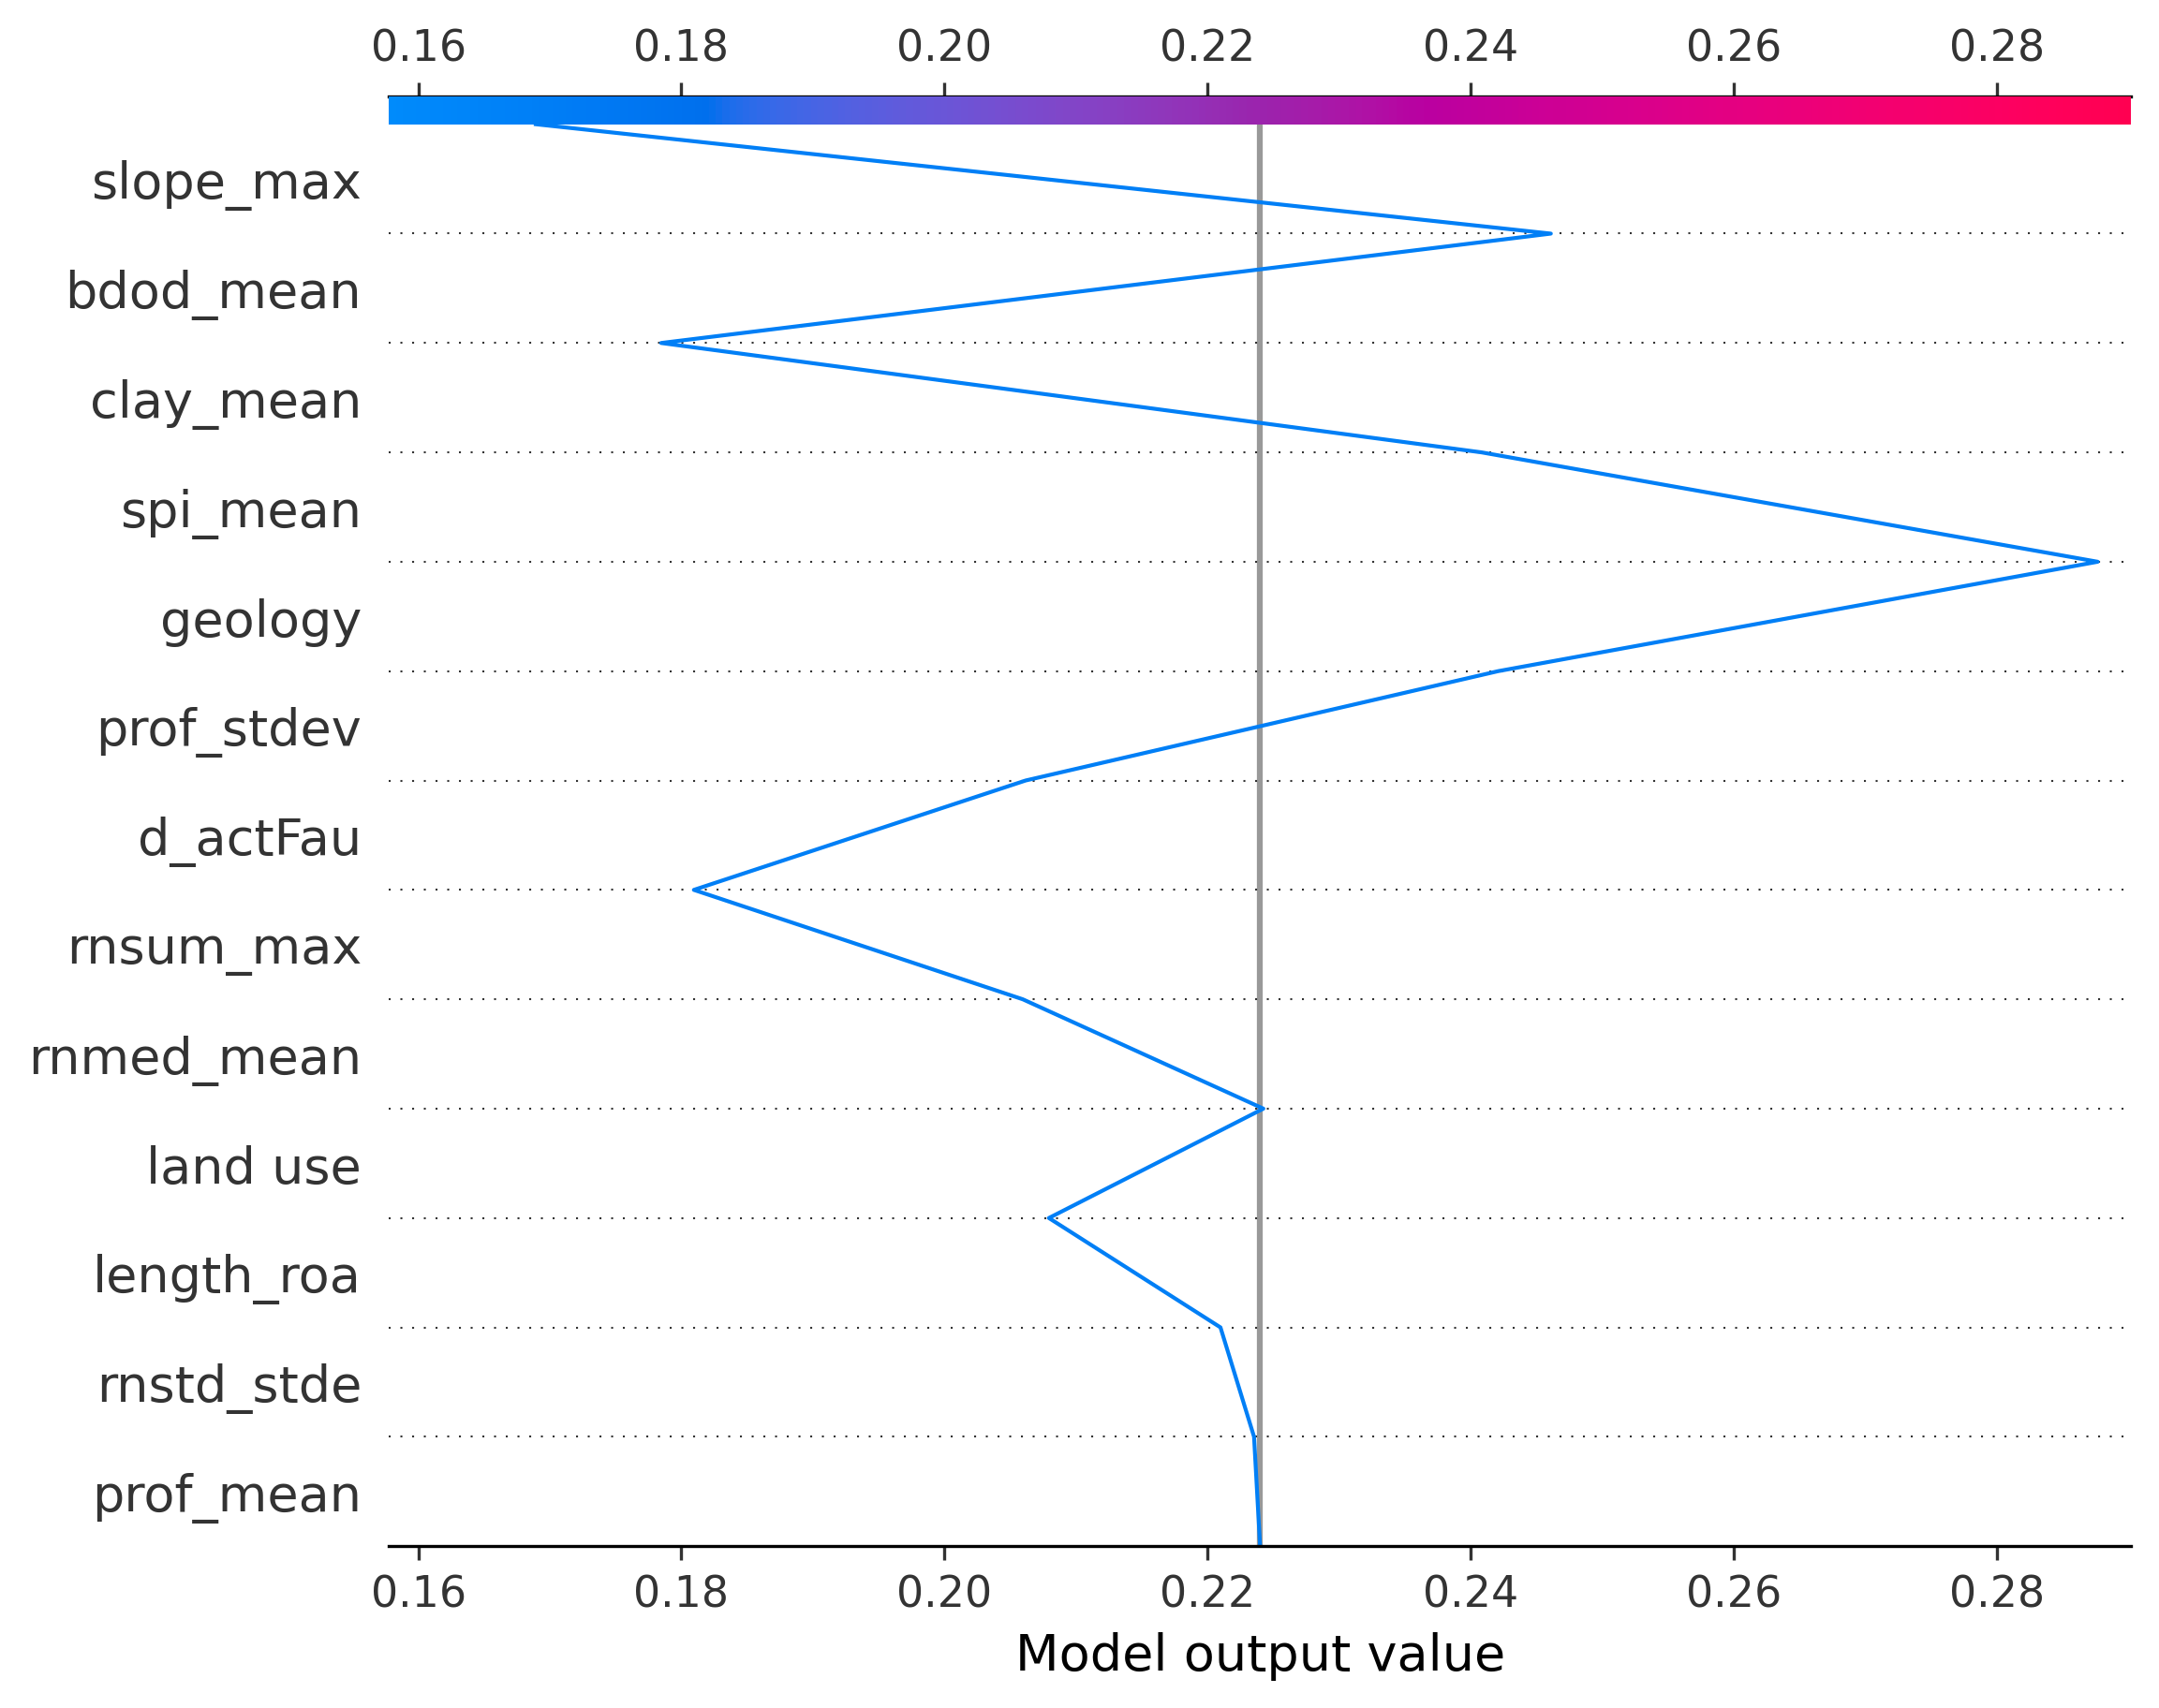 0.16 0.18 0.20 0.22 0.24 0.26 0.28
slope_max
bdod_mean
clay_mean
spi_mean
geology
prof_stdev
d_actFau
rnsum_max
rnmed_mean
land use
length_roa
rnstd_stde
prof_mean
0.16 0.18 0.20 0.22 0.24 0.26 0.28
Model output value